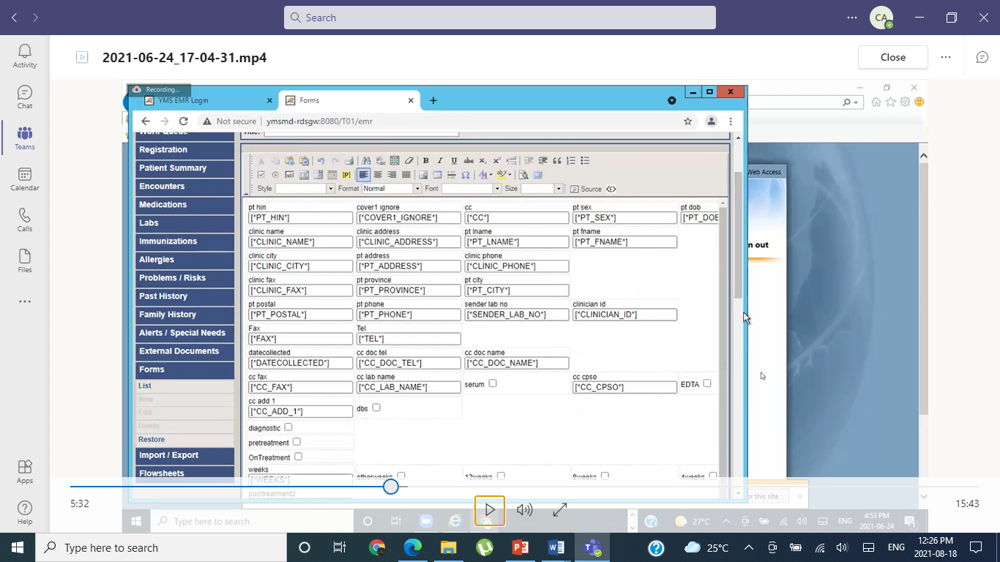 Search
CA
Activity
Chat
Teams
Calendar
Calls
Files
Apps
Help
2021-06-24_17-04-31.mp4
Close
Recording...
YMS EMR Login
Forms
Not secure
ymsmd-rdsgw:8080/T01/emr
Work Queue
Registration
Patient Summary
Encounters
Medications
Labs
Immunizations
Allergies
Problems / Risks
Past History
Family History
Alerts / Special Needs
External Documents
Forms
List
New
Edit
Delete
Restore
Import / Export
Flowsheets
Title:
Style
Format Normal
Font
Size
Source
pt hin cover1 ignore cc pt sex pt dob
[*PT_HIN*] [*COVER1_IGNORE*] [*CC*] [*PT_SEX*] [*PT_DOB
clinic name clinic address pt lname pt fname
[*CLINIC_NAME*] [*CLINIC_ADDRESS*] [*PT_LNAME*] [*PT_FNAME*]
clinic city pt address clinic phone
[*CLINIC_CITY*] [*PT_ADDRESS*] [*CLINIC_PHONE*]
clinic fax pt province pt city
[*CLINIC_FAX*] [*PT_PROVINCE*] [*PT_CITY*]
pt postal pt phone sender lab no clinician id
[*PT_POSTAL*] [*PT_PHONE*] [*SENDER_LAB_NO*] [*CLINICIAN_ID*]
Fax Tel
[*FAX*] [*TEL*]
datecollected cc doc tel cc doc name
[*DATECOLLECTED*] [*CC_DOC_TEL*] [*CC_DOC_NAME*]
cc fax cc lab name serum cc cpso EDTA
[*CC_FAX*] [*CC_LAB_NAME*] [*CC_CPSO*]
cc add 1 dbs
[*CC_ADD_1*]
diagnostic
pretreatment
OnTreatment
weeks otherweeks 12weeks 8weeks 4weeks
[*WEEKS*]
posttreatment2
Web Access
n out
or this site
5:32
15:43
Type here to search
27°C
ENG
4:53 PM
2021-06-24
Type here to search
25°C
ENG
12:26 PM
2021-08-18